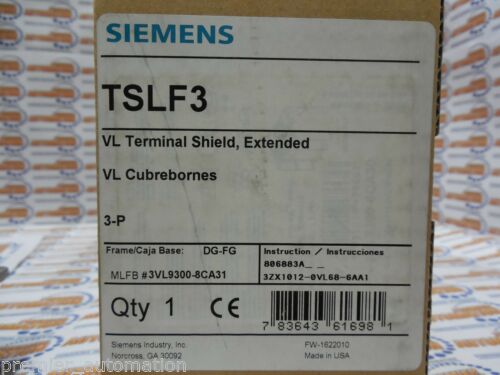 SIEMENS
TSLF3
VL Terminal Shield, Extended
VL Cubrebornes
3-P
Frame/Caja Base: DG-FG
MLFB #3VL9300-8CA31
Instruction / Instrucciones
806883A_ _
3ZX1012-0VL68-6AA1
Qty 1 CE
7 83643 61698 1
Siemens Industry, Inc.
Norcross, GA 30092
FW-1622010
Made in USA
premier_automation